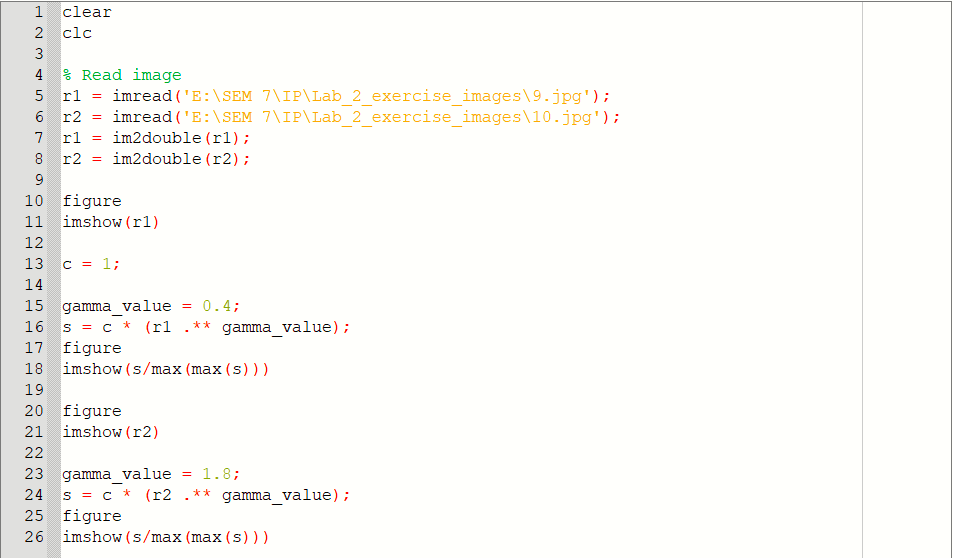 1 clear
2 clc
3
4 % Read image
5 r1 = imread('E:\SEM 7\IP\Lab_2_exercise_images\9.jpg');
6 r2 = imread('E:\SEM 7\IP\Lab_2_exercise_images\10.jpg');
7 r1 = im2double(r1);
8 r2 = im2double(r2);
9
10 figure
11 imshow(r1)
12
13 c = 1;
14
15 gamma_value = 0.4;
16 s = c * (r1 .** gamma_value);
17 figure
18 imshow(s/max(max(s)))
19
20 figure
21 imshow(r2)
22
23 gamma_value = 1.8;
24 s = c * (r2 .** gamma_value);
25 figure
26 imshow(s/max(max(s)))